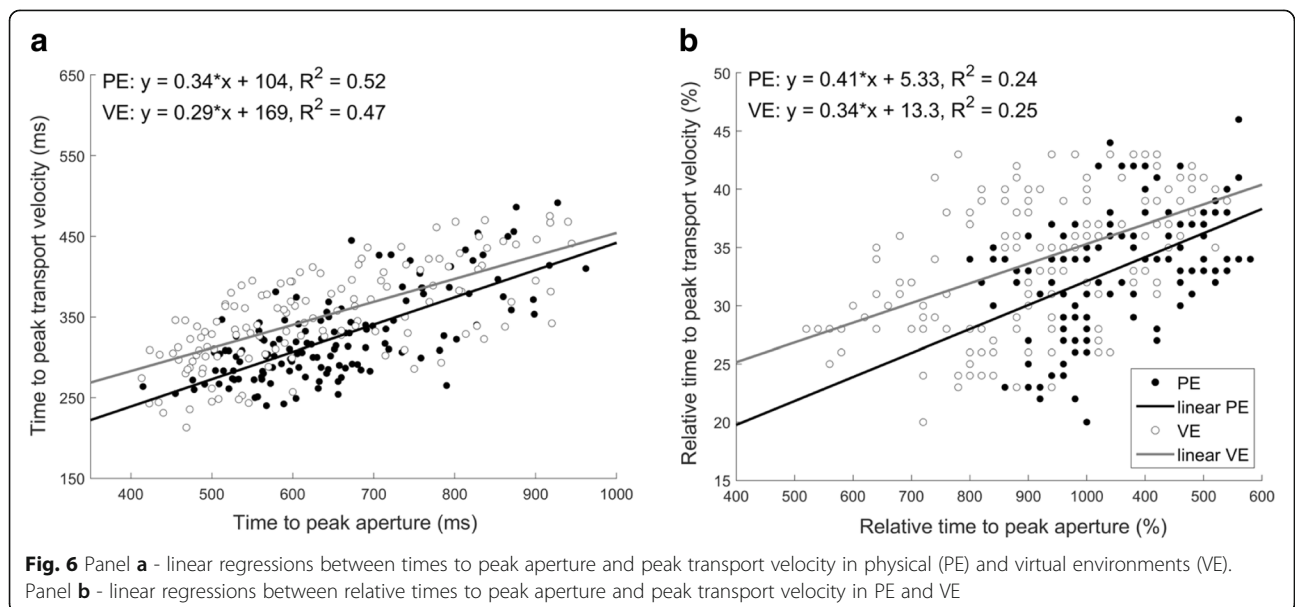 a
PE: y = 0.34*x + 104, R2 = 0.52
VE: y = 0.29*x + 169, R2 = 0.47
650
550
450
350
250
150
Time to peak transport velocity (ms)
400 500 600 700 800 900 1000
Time to peak aperture (ms)
b
PE: y = 0.41*x + 5.33, R2 = 0.24
VE: y = 0.34*x + 13.3, R2 = 0.25
50
45
40
35
30
25
20
15
Relative time to peak transport velocity (%)
PE
linear PE
VE
linear VE
400 500 600 700 800 900 1000 400 500 600
Relative time to peak aperture (%)
Fig. 6 Panel a - linear regressions between times to peak aperture and peak transport velocity in physical (PE) and virtual environments (VE).
Panel b - linear regressions between relative times to peak aperture and peak transport velocity in PE and VE